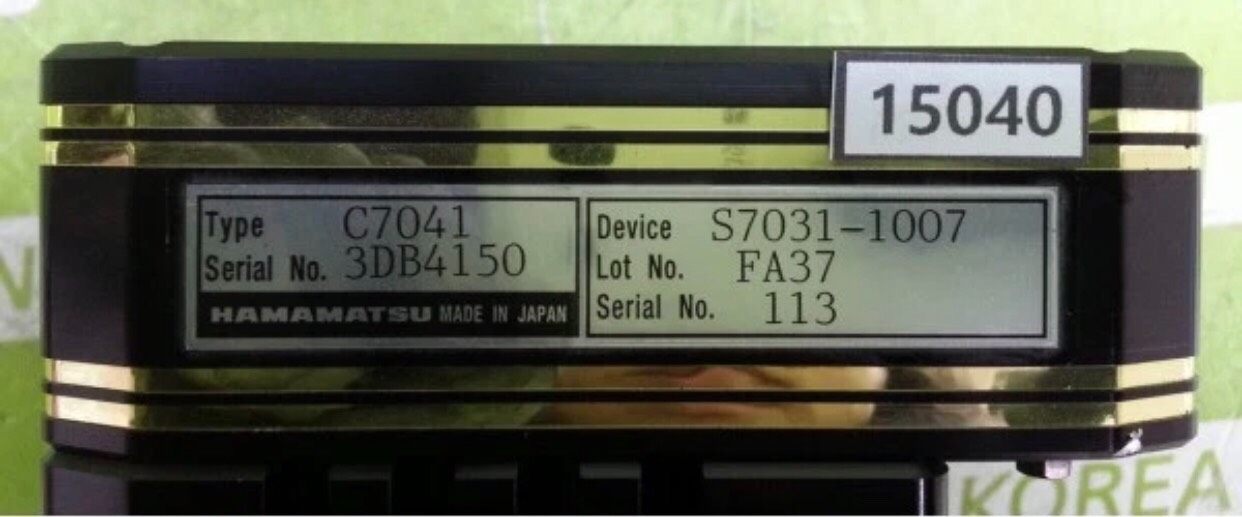 15040
Type C7041
Serial No. 3DB4150
HAMAMATSU MADE IN JAPAN
Device S7031-1007
Lot No. FA37
Serial No. 113
KOREA